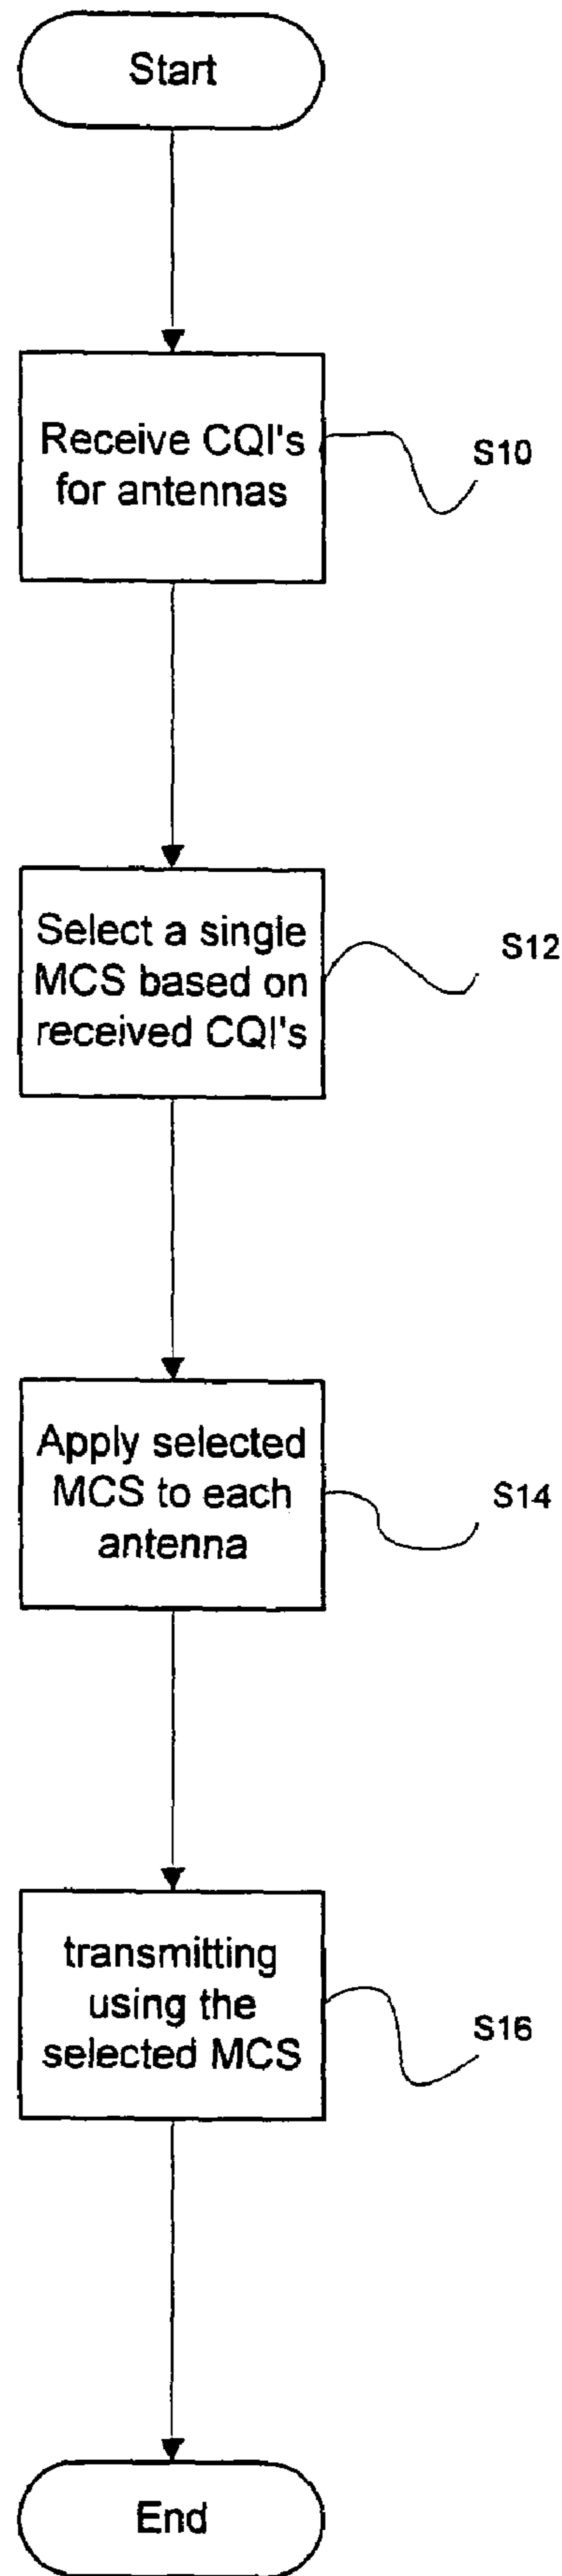 Start
Receive CQI's
for antennas
S10
Select a single
MCS based on
received CQI's
S12
Apply selected
MCS to each
antenna
S14
transmitting
using the
selected MCS
S16
End